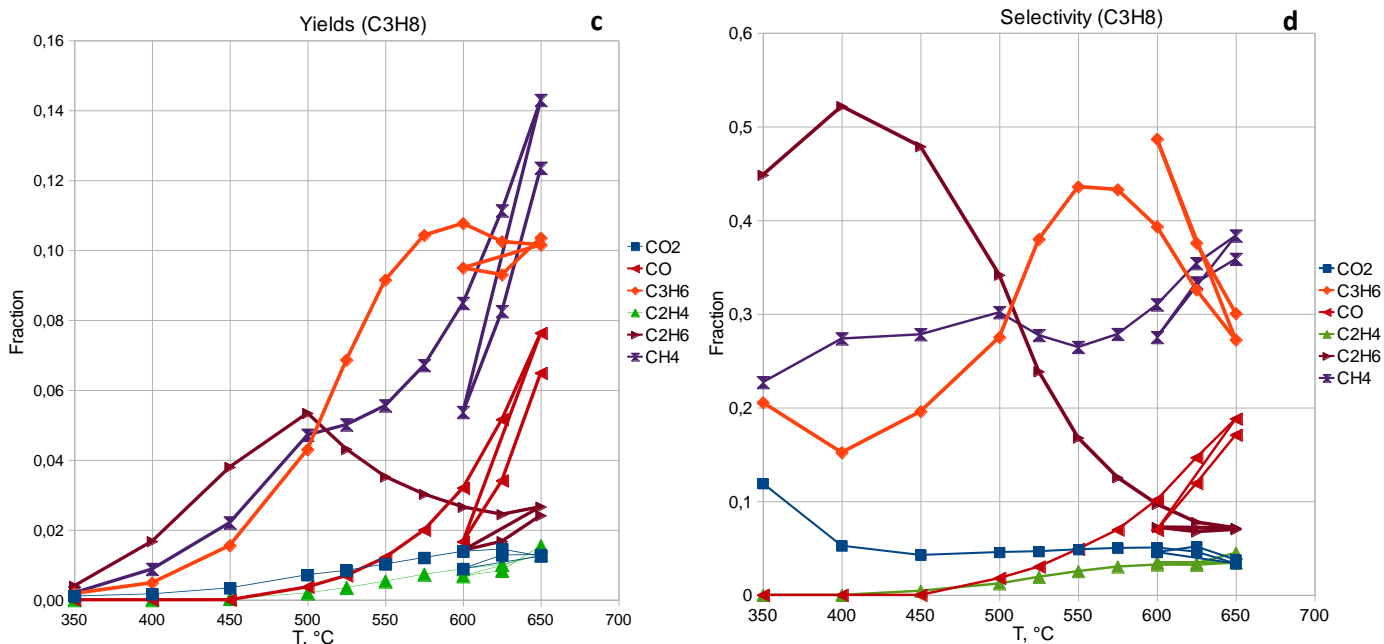 Yields (C3H8)
c
0,16
0,14
0,12
0,10
0,08
0,06
0,04
0,02
0,00
Fraction
350
400
450
500
550
600
650
700
T, °C
CO2
CO
C3H6
C2H4
C2H6
CH4
Selectivity (C3H8)
d
0,6
0,5
0,4
0,3
0,2
0,1
0
Fraction
350
400
450
500
550
600
650
700
T, °C
CO2
C3H6
CO
C2H4
C2H6
CH4